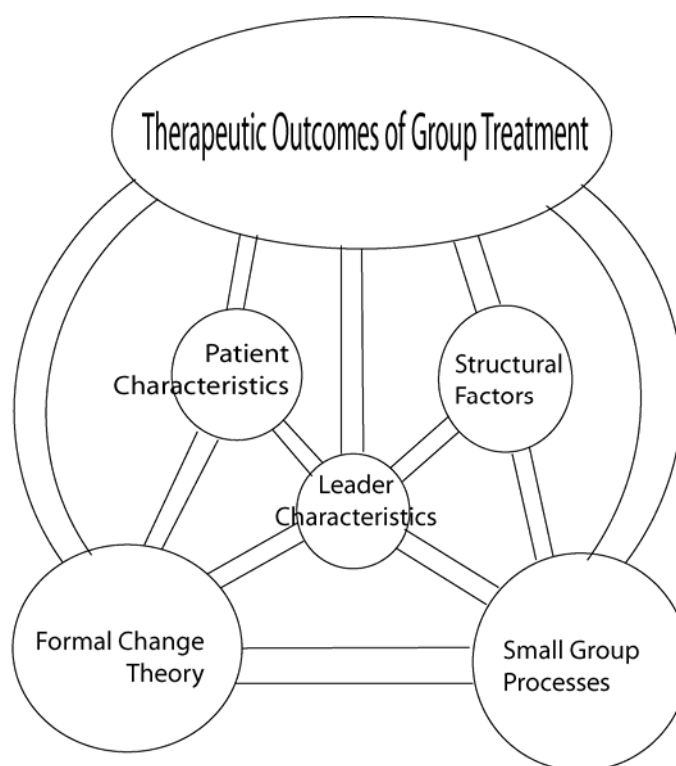 Therapeutic Outcomes of Group Treatment
Patient
Characteristics
Structural
Factors
Leader
Characteristics
Formal Change
Theory
Small Group
Processes